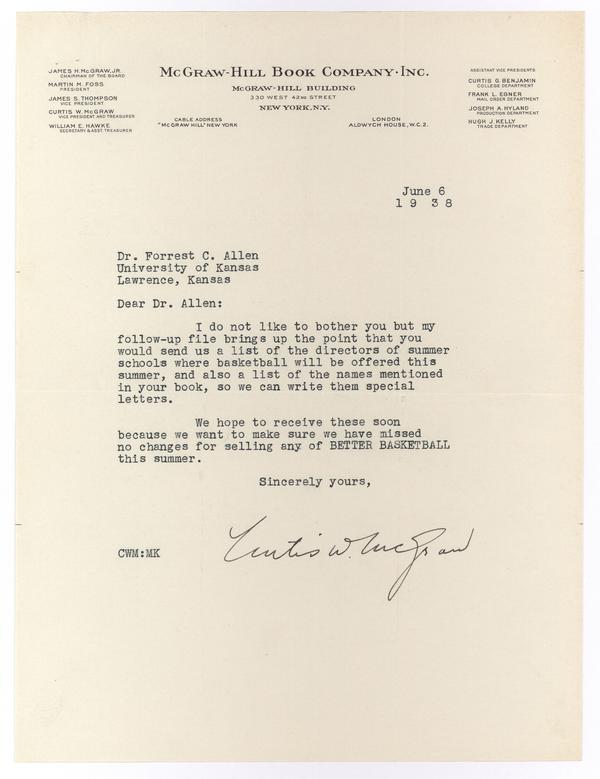 McGraw-Hill Book Company·Inc.
McGraw-Hill Building
330 West 42nd Street
New York, N.Y.
James H. McGraw, Jr.
Chairman of the Board
Martin M. Foss
President
James S. Thompson
Vice President
Curtis W. McGraw
Vice President and Treasurer
William E. Hawke
Secretary & Asst. Treasurer
Cable Address
"McGraw Hill" New York
London
Aldwych House, W.C.2.
Assistant Vice Presidents
Curtis G. Benjamin
College Department
Frank L. Egner
Mail Order Department
Joseph A. Hyland
Production Department
Hugh J. Kelly
Trade Department
June 6
1 9 3 8
Dr. Forrest C. Allen
University of Kansas
Lawrence, Kansas
Dear Dr. Allen:
I do not like to bother you but my
follow-up file brings up the point that you
would send us a list of the directors of summer
schools where basketball will be offered this
summer, and also a list of the names mentioned
in your book, so we can write them special
letters.
We hope to receive these soon
because we want to make sure we have missed
no changes for selling any of BETTER BASKETBALL
this summer.
Sincerely yours,
Curtis W. McGraw
CWM:MK